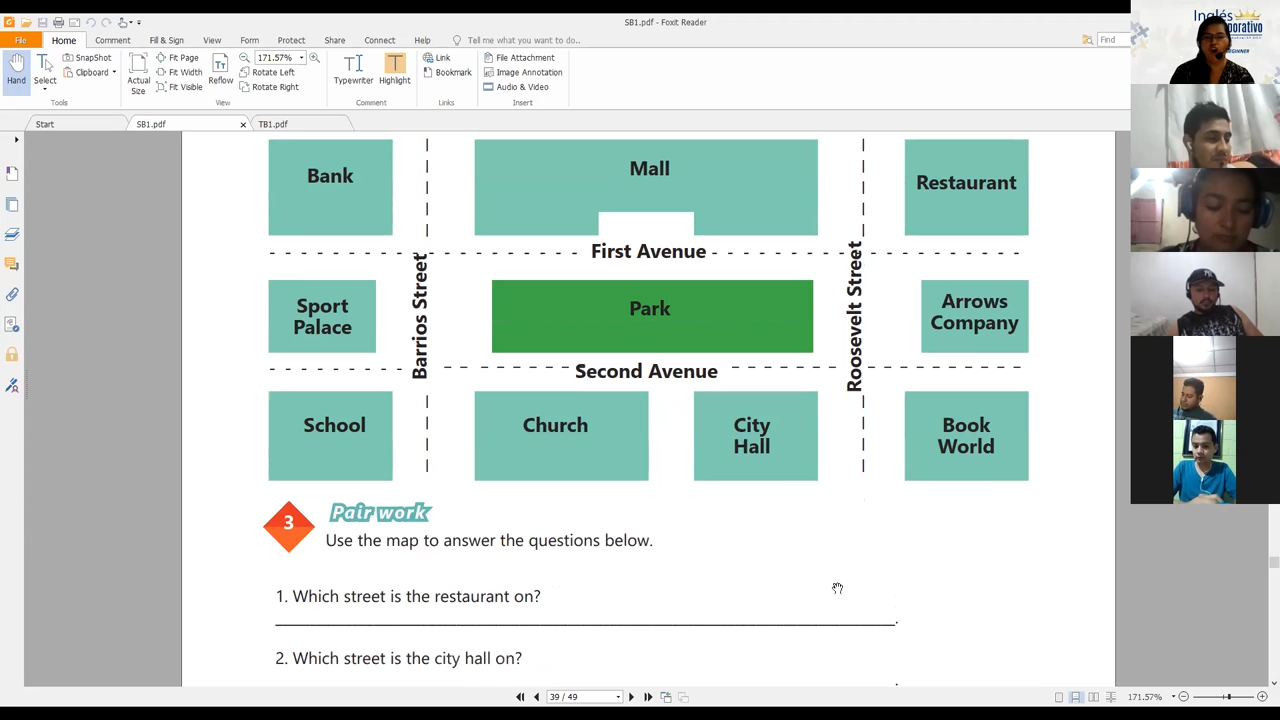 SB1.pdf - Foxit Reader
File Home Comment Fill & Sign View Form Protect Share Connect Help Tell me what you want to do... Find
Hand
Select
SnapShot
Clipboard
Tools
Actual
Size
Fit Page
Fit Width
Fit Visible
Reflow
171.57%
Rotate Left
Rotate Right
View
Typewriter
Highlight
Comment
Link
Bookmark
Links
File Attachment
Image Annotation
Audio & Video
Insert
Start SB1.pdf TB1.pdf
Bank
Mall
Restaurant
First Avenue
Barrios Street
Roosevelt Street
Sport
Palace
Park
Arrows
Company
Second Avenue
School
Church
City
Hall
Book
World
3 Pair work
Use the map to answer the questions below.
1. Which street is the restaurant on?
2. Which street is the city hall on?
39 / 49
171.57%
Inglés